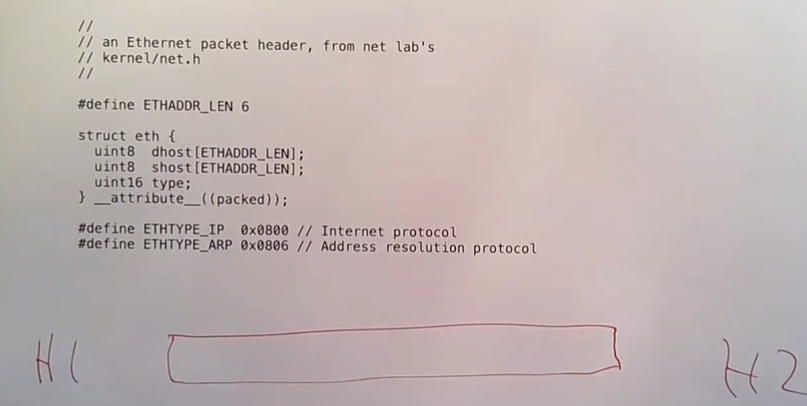 //
// an Ethernet packet header, from net lab's
// kernel/net.h
//
#define ETHADDR_LEN 6
struct eth {
  uint8  dhost[ETHADDR_LEN];
  uint8  shost[ETHADDR_LEN];
  uint16 type;
} __attribute__((packed));
#define ETHTYPE_IP  0x0800 // Internet protocol
#define ETHTYPE_ARP 0x0806 // Address resolution protocol
H1 H2